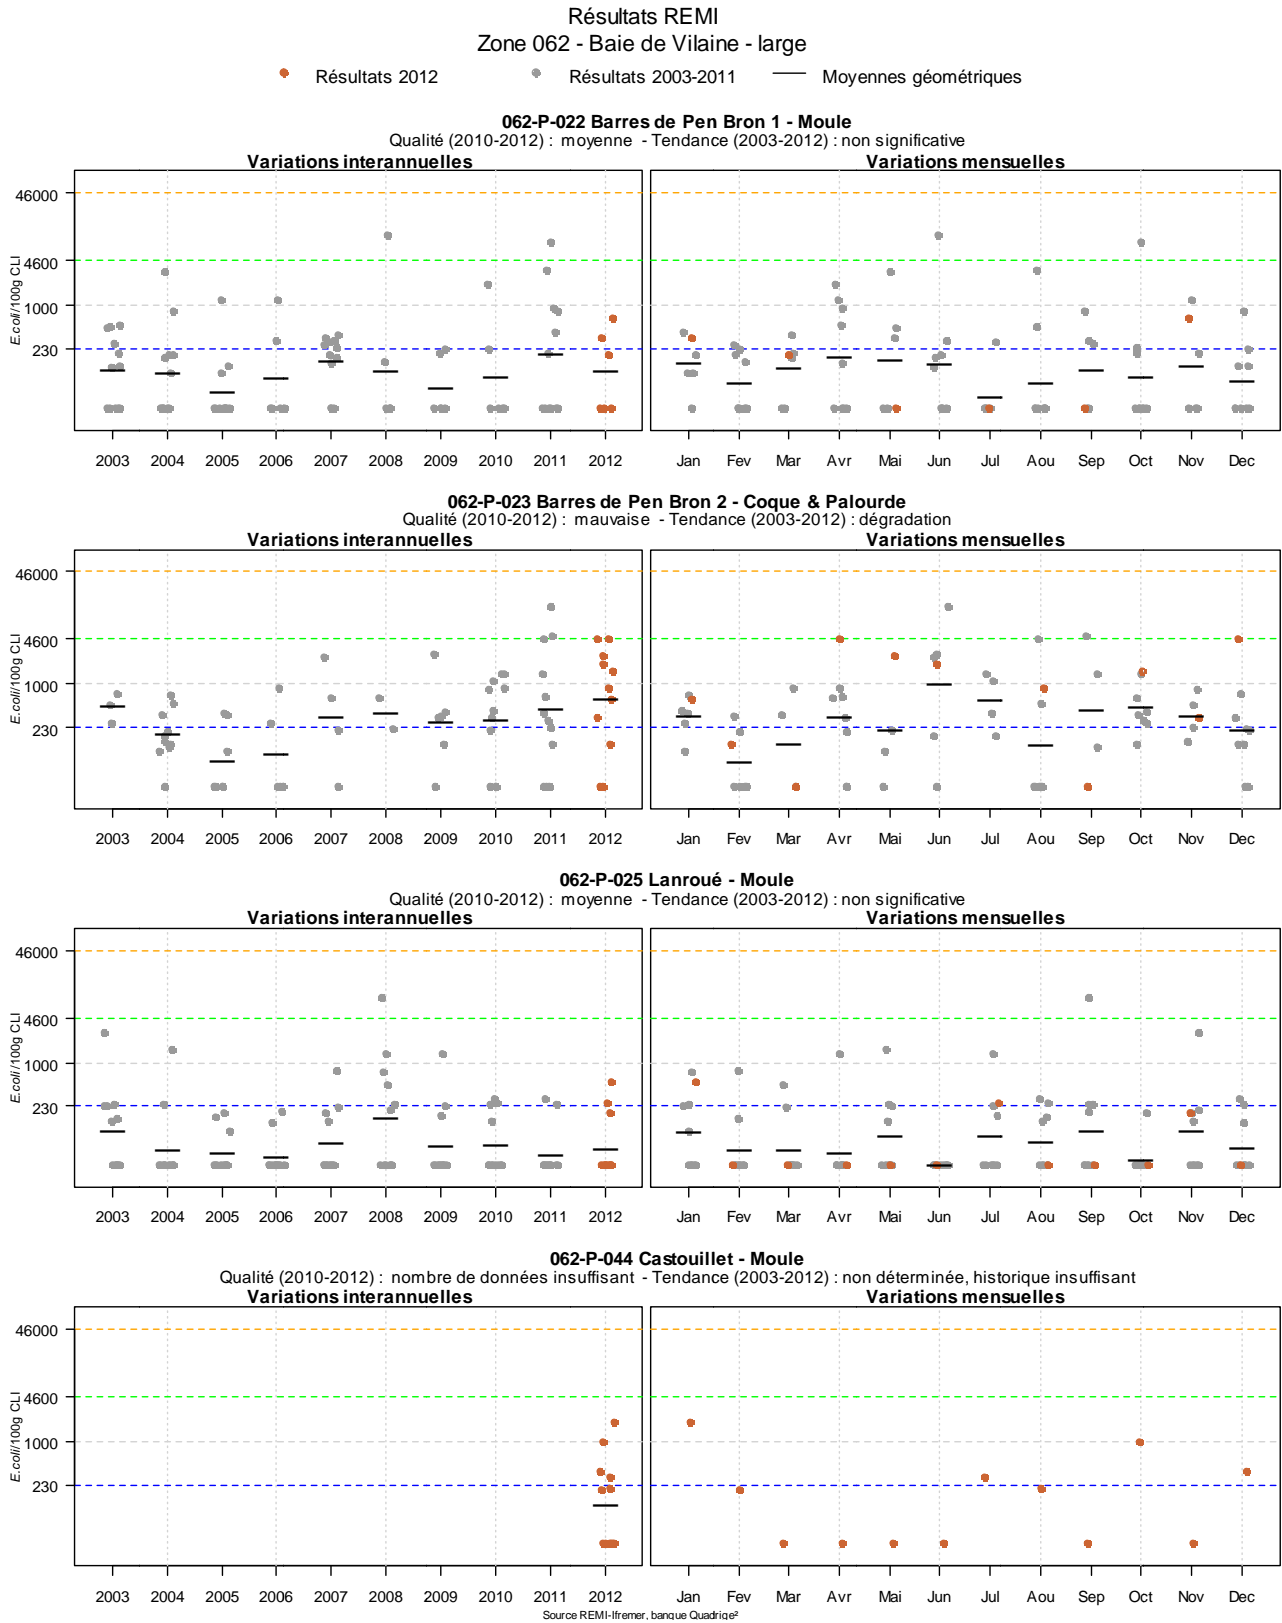 Résultats REMI
Zone 062 - Baie de Vilaine - large
Résultats 2012 Résultats 2003-2011 Moyennes géométriques
062-P-022 Barres de Pen Bron 1 - Moule
Qualité (2010-2012) : moyenne - Tendance (2003-2012) : non significative
Variations interannuelles Variations mensuelles
46000
4600
1000
230
E.coli/100g CLI
2003 2004 2005 2006 2007 2008 2009 2010 2011 2012 Jan Fev Mar Avr Mai Jun Jul Aou Sep Oct Nov Dec
062-P-023 Barres de Pen Bron 2 - Coque & Palourde
Qualité (2010-2012) : mauvaise - Tendance (2003-2012) : dégradation
Variations interannuelles Variations mensuelles
46000
4600
1000
230
E.coli/100g CLI
2003 2004 2005 2006 2007 2008 2009 2010 2011 2012 Jan Fev Mar Avr Mai Jun Jul Aou Sep Oct Nov Dec
062-P-025 Lanroué - Moule
Qualité (2010-2012) : moyenne - Tendance (2003-2012) : non significative
Variations interannuelles Variations mensuelles
46000
4600
1000
230
E.coli/100g CLI
2003 2004 2005 2006 2007 2008 2009 2010 2011 2012 Jan Fev Mar Avr Mai Jun Jul Aou Sep Oct Nov Dec
062-P-044 Castouillet - Moule
Qualité (2010-2012) : nombre de données insuffisant - Tendance (2003-2012) : non déterminée, historique insuffisant
Variations interannuelles Variations mensuelles
46000
4600
1000
230
E.coli/100g CLI
2003 2004 2005 2006 2007 2008 2009 2010 2011 2012 Jan Fev Mar Avr Mai Jun Jul Aou Sep Oct Nov Dec
Source REMI-Ifremer, banque Quadrige²